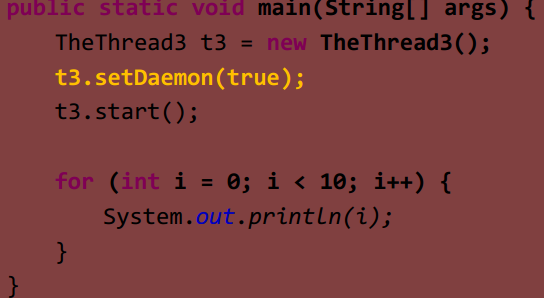 public static void main(String[] args) {
TheThread3 t3 = new TheThread3();
t3.setDaemon(true);
t3.start();
for (int i = 0; i < 10; i++) {
System.out.println(i);
}
}